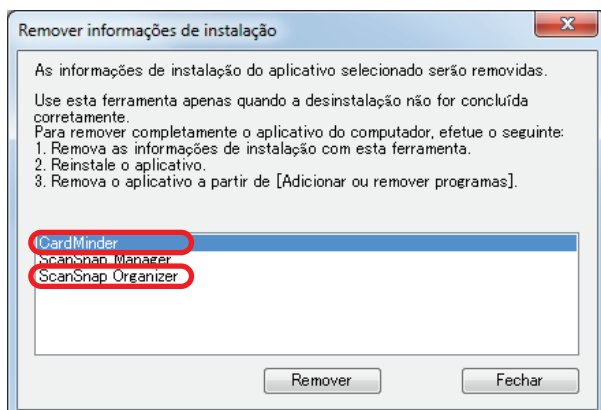 Remover informações de instalação
As informações de instalação do aplicativo selecionado serão removidas.
Use esta ferramenta apenas quando a desinstalação não for concluída
corretamente.
Para remover completamente o aplicativo do computador, efetue o seguinte:
1. Remova as informações de instalação com esta ferramenta.
2. Reinstale o aplicativo.
3. Remova o aplicativo a partir de [Adicionar ou remover programas].
CardMinder
ScanSnap Manager
ScanSnap Organizer
Remover
Fechar